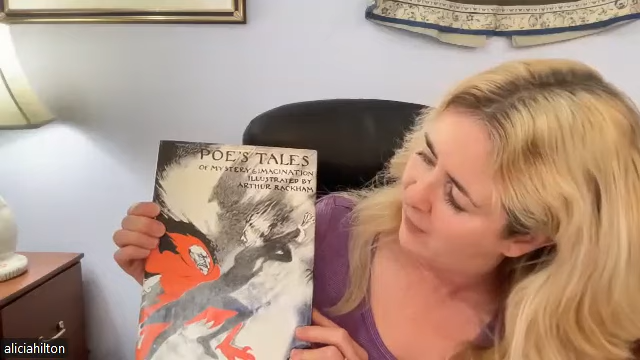 POE'S TALES
OF MYSTERY & IMAGINATION
ILLUSTRATED BY
ARTHUR RACKHAM
aliciahilton